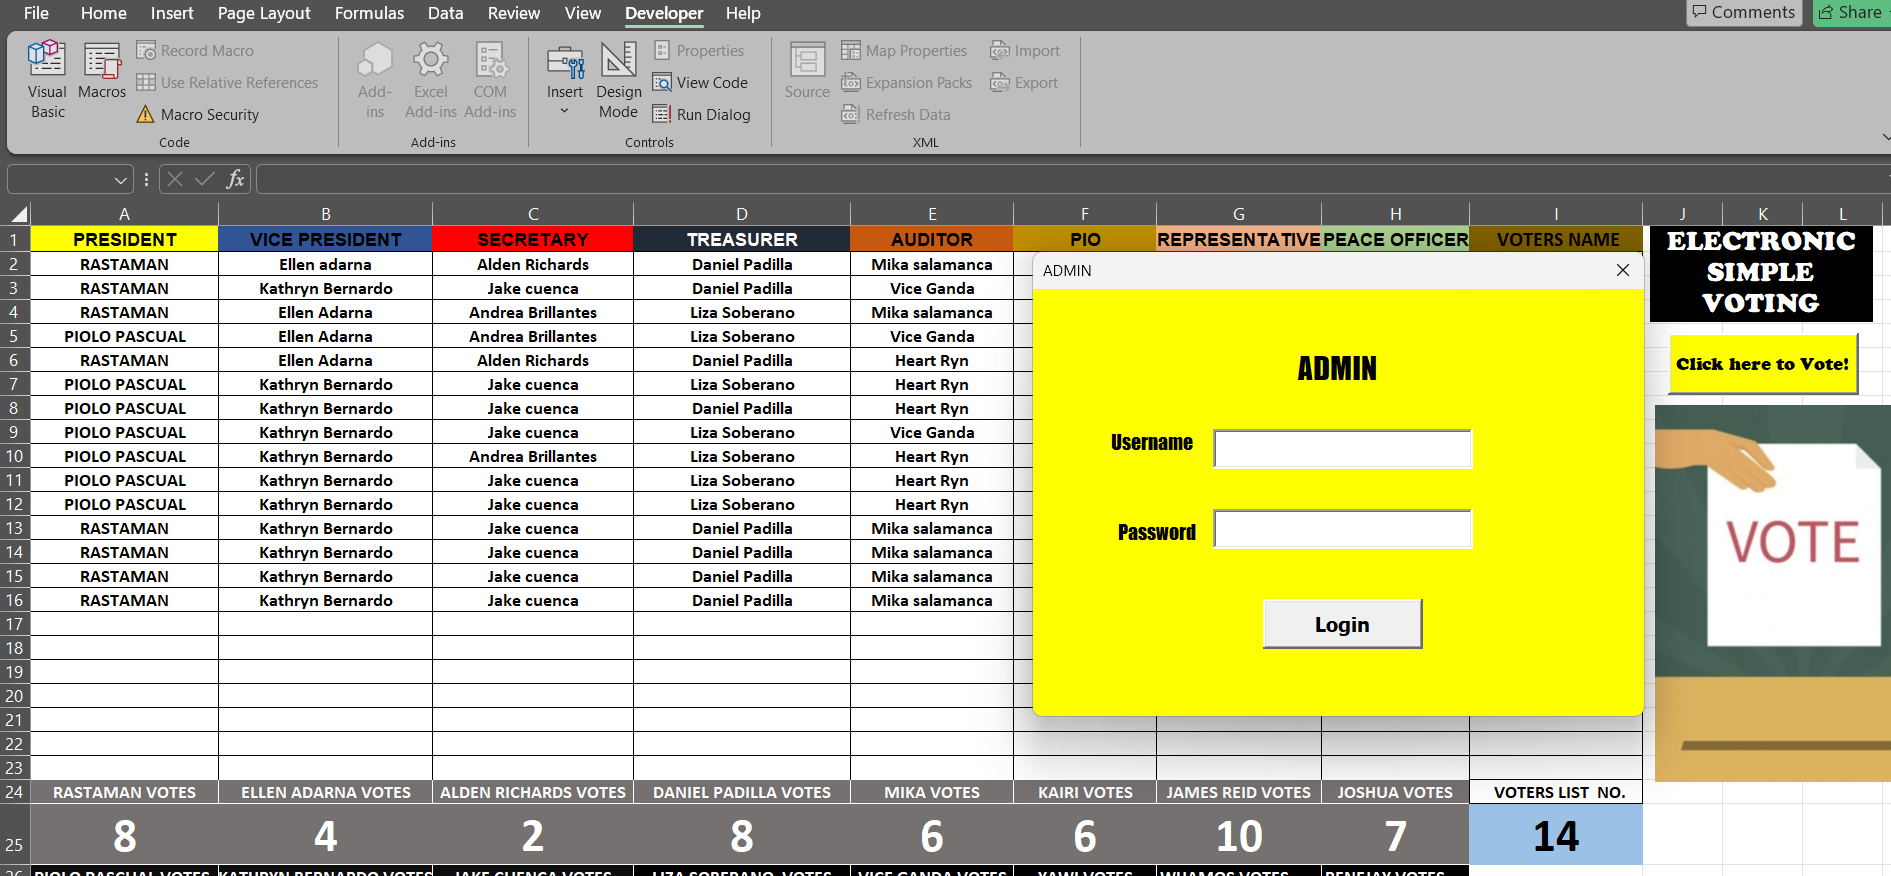 File Home Insert Page Layout Formulas Data Review View Developer Help Comments Share
Record Macro Properties Map Properties Import
Use Relative References View Code Expansion Packs Export
Visual Basic Macros Macro Security Add-ins Excel Add-ins COM Add-ins Insert Design Mode Run Dialog Source Refresh Data
Code Add-ins Controls XML
fx
A B C D E F G H I J K L
1 PRESIDENT VICE PRESIDENT SECRETARY TREASURER AUDITOR PIO REPRESENTATIVE PEACE OFFICER VOTERS NAME
2 RASTAMAN Ellen adarna Alden Richards Daniel Padilla Mika salamanca
3 RASTAMAN Kathryn Bernardo Jake cuenca Daniel Padilla Vice Ganda
4 RASTAMAN Ellen Adarna Andrea Brillantes Liza Soberano Mika salamanca
5 PIOLO PASCUAL Ellen Adarna Andrea Brillantes Liza Soberano Vice Ganda
6 RASTAMAN Ellen Adarna Alden Richards Daniel Padilla Heart Ryn
7 PIOLO PASCUAL Kathryn Bernardo Jake cuenca Liza Soberano Heart Ryn
8 PIOLO PASCUAL Kathryn Bernardo Jake cuenca Daniel Padilla Heart Ryn
9 PIOLO PASCUAL Kathryn Bernardo Jake cuenca Liza Soberano Vice Ganda
10 PIOLO PASCUAL Kathryn Bernardo Andrea Brillantes Liza Soberano Heart Ryn
11 PIOLO PASCUAL Kathryn Bernardo Jake cuenca Liza Soberano Heart Ryn
12 PIOLO PASCUAL Kathryn Bernardo Jake cuenca Liza Soberano Heart Ryn
13 RASTAMAN Kathryn Bernardo Jake cuenca Daniel Padilla Mika salamanca
14 RASTAMAN Kathryn Bernardo Jake cuenca Daniel Padilla Mika salamanca
15 RASTAMAN Kathryn Bernardo Jake cuenca Daniel Padilla Mika salamanca
16 RASTAMAN Kathryn Bernardo Jake cuenca Daniel Padilla Mika salamanca
17
18
19
20
21
22
23
24 RASTAMAN VOTES ELLEN ADARNA VOTES ALDEN RICHARDS VOTES DANIEL PADILLA VOTES MIKA VOTES KAIRI VOTES JAMES REID VOTES JOSHUA VOTES VOTERS LIST NO.
25 8 4 2 8 6 6 10 7 14
26 PIOLO PASCUAL VOTES KATHRYN BERNARDO VOTES JAKE CUENCA VOTES LIZA SOBERANO VOTES VICE GANDA VOTES YAWI VOTES WHAMOS VOTES RENEJAY VOTES
ADMIN
ADMIN
Username
Password
Login
ELECTRONIC
SIMPLE
VOTING
Click here to Vote!
VOTE